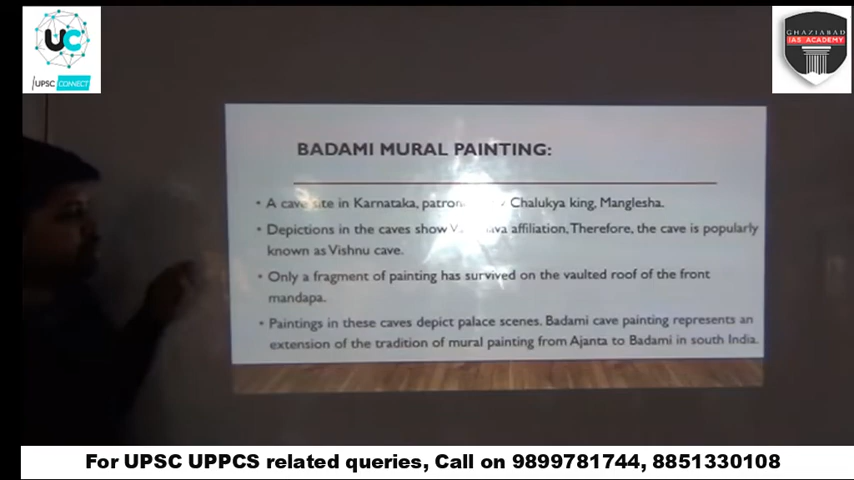 UC
UPSC CONNECT
GHAZIABAD
IAS ACADEMY
BADAMI MURAL PAINTING:
• A cave site in Karnataka, Chalukya king, Manglesha.
• Depictions in the caves show affiliation, Therefore, the cave is popularly
known as Vishnu cave.
• Only a fragment of painting has survived on the vaulted roof of the front
mandapa.
• Paintings in these caves depict palace scenes. Badami cave painting represents an
extension of the tradition of mural painting from Ajanta to Badami in south India.
For UPSC UPPCS related queries, Call on 9899781744, 8851330108